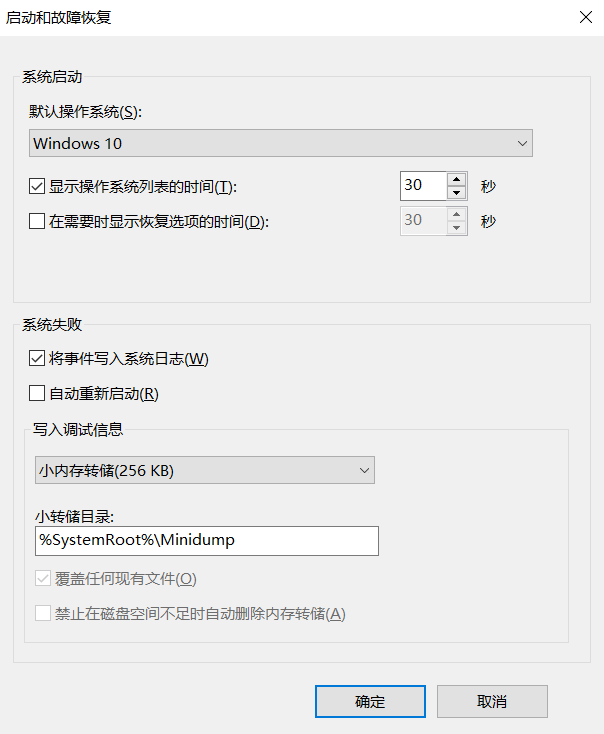 启动和故障恢复
系统启动
默认操作系统(S):
Windows 10
显示操作系统列表的时间(T):
30
秒
在需要时显示恢复选项的时间(D):
30
秒
系统失败
将事件写入系统日志(W)
自动重新启动(R)
写入调试信息
小内存转储(256 KB)
小转储目录:
%SystemRoot%\Minidump
覆盖任何现有文件(O)
禁止在磁盘空间不足时自动删除内存转储(A)
确定
取消